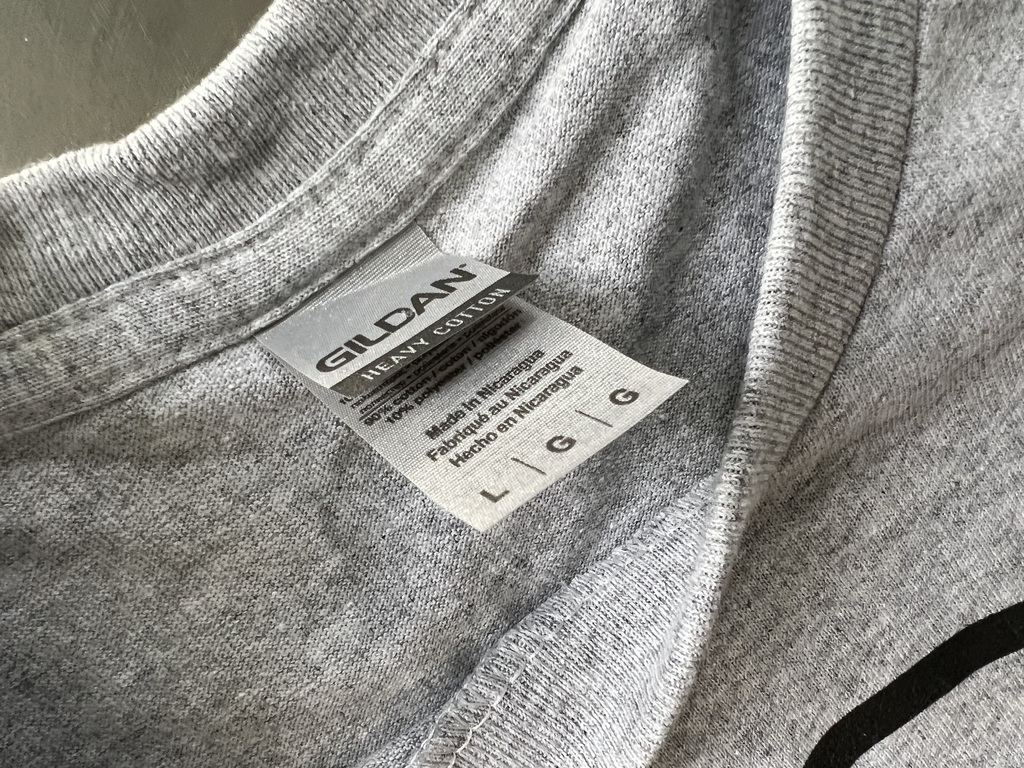 GILDAN
HEAVY COTTON
90% cotton / coton / algodón
10% polyester / poliéster
Made in Nicaragua
Fabriqué au Nicaragua
Hecho en Nicaragua
L | G | G